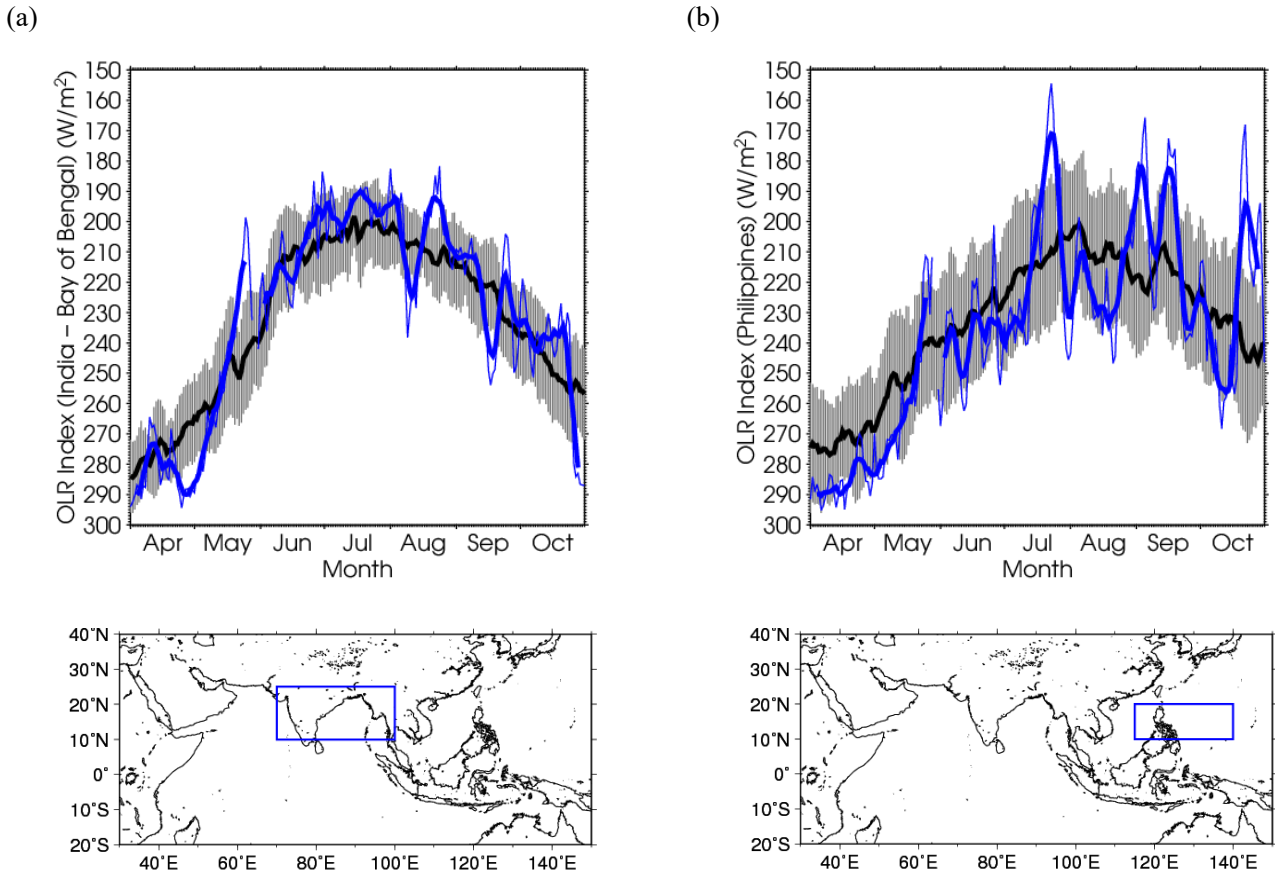 (a)
(b)
OLR Index (India – Bay of Bengal) (W/m²)
150
160
170
180
190
200
210
220
230
240
250
260
270
280
290
300
Apr May Jun Jul Aug Sep Oct
Month
OLR Index (Philippines) (W/m²)
150
160
170
180
190
200
210
220
230
240
250
260
270
280
290
300
Apr May Jun Jul Aug Sep Oct
Month
40˚N
30˚N
20˚N
10˚N
0˚
10˚S
20˚S
40˚E 60˚E 80˚E 100˚E 120˚E 140˚E
40˚N
30˚N
20˚N
10˚N
0˚
10˚S
20˚S
40˚E 60˚E 80˚E 100˚E 120˚E 140˚E